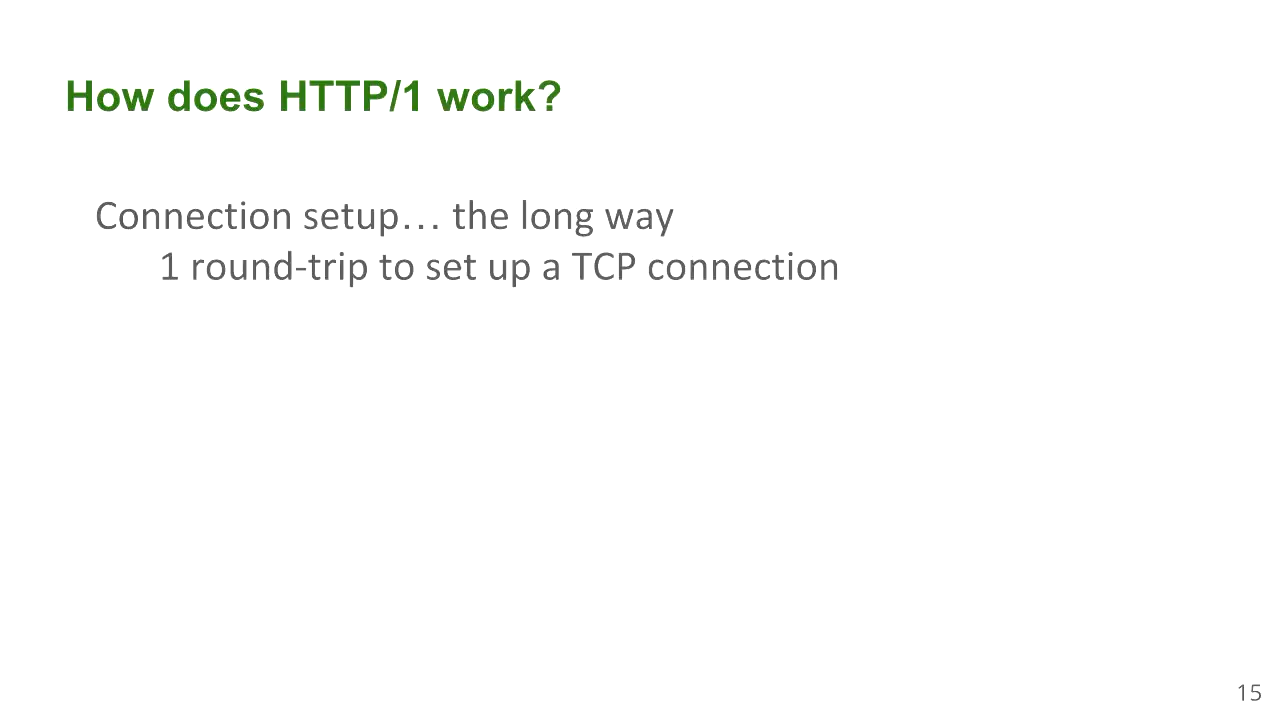 How does HTTP/1 work?
Connection setup… the long way
1 round-trip to set up a TCP connection
15